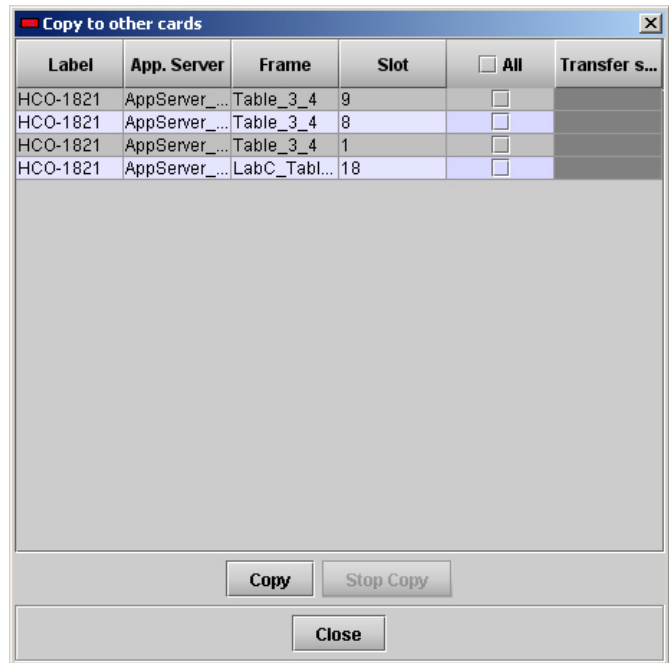 Copy to other cards
Label App. Server Frame Slot All Transfer s...
HCO-1821 AppServer_... Table_3_4 9
HCO-1821 AppServer_... Table_3_4 8
HCO-1821 AppServer_... Table_3_4 1
HCO-1821 AppServer_... LabC_Tabl... 18
Copy Stop Copy
Close